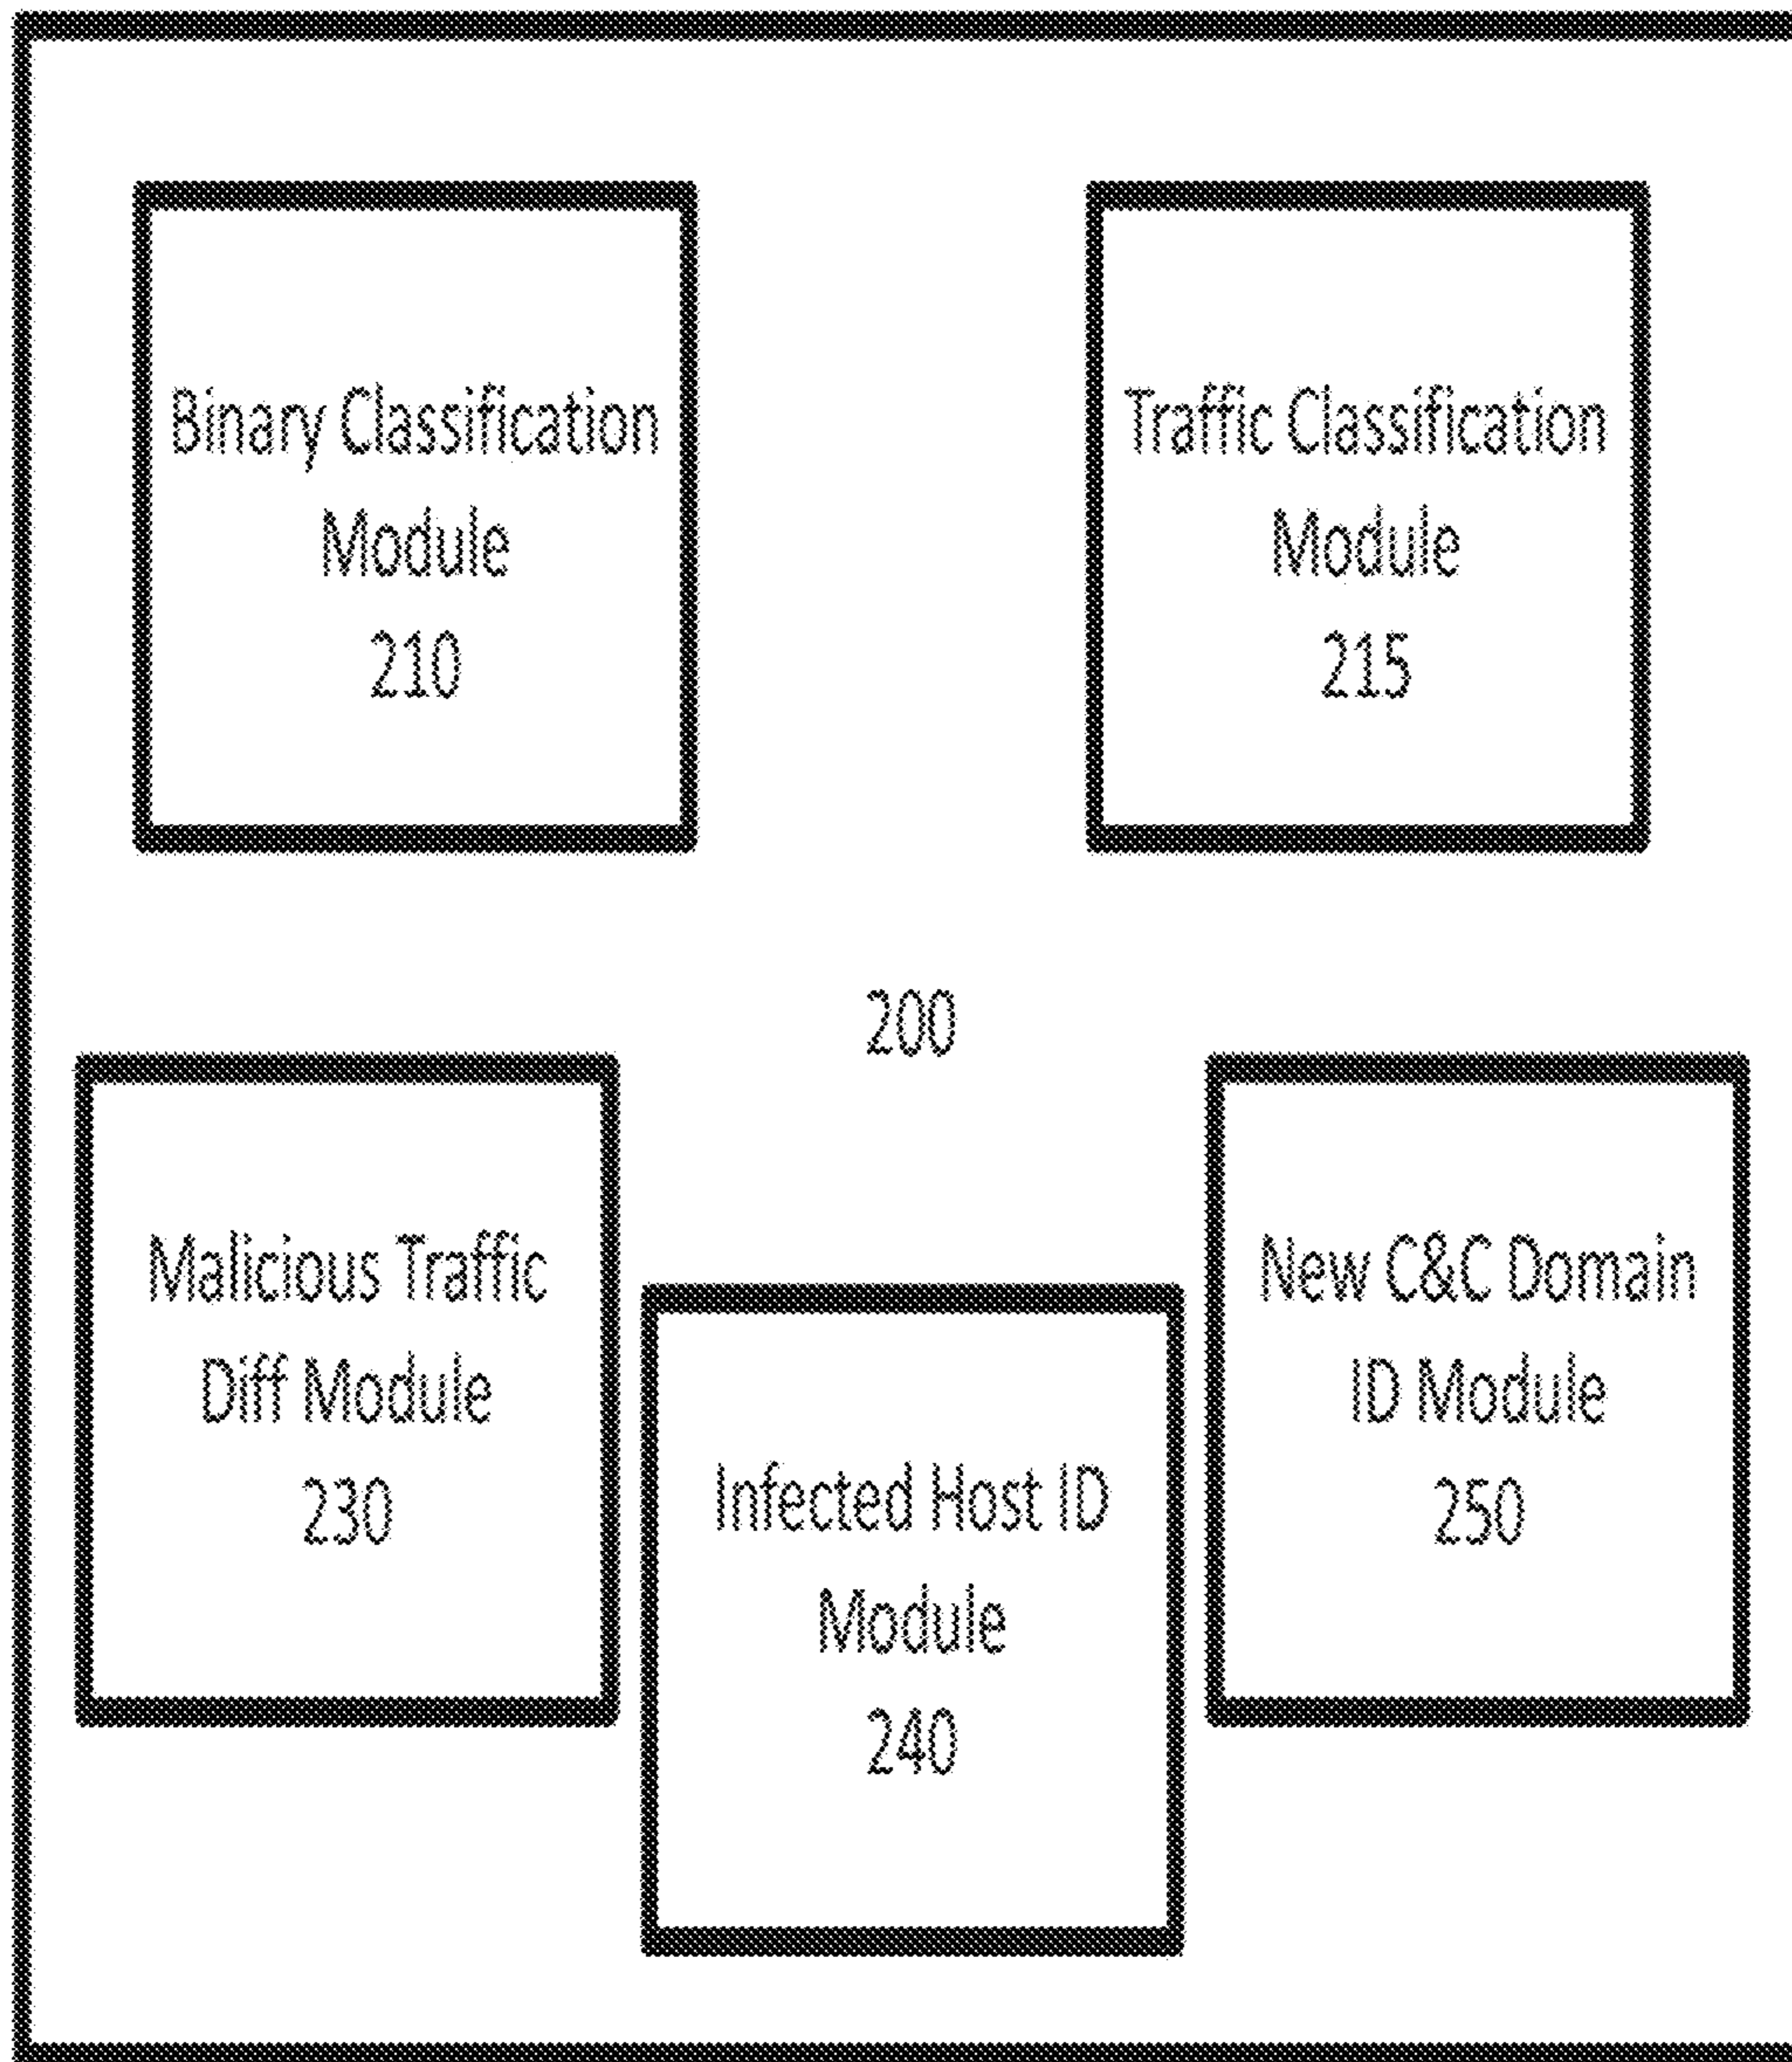 Binary Classification
Module
210
Traffic Classification
Module
215
200
Malicious Traffic
Diff Module
230
Infected Host ID
Module
240
New C&C Domain
ID Module
250